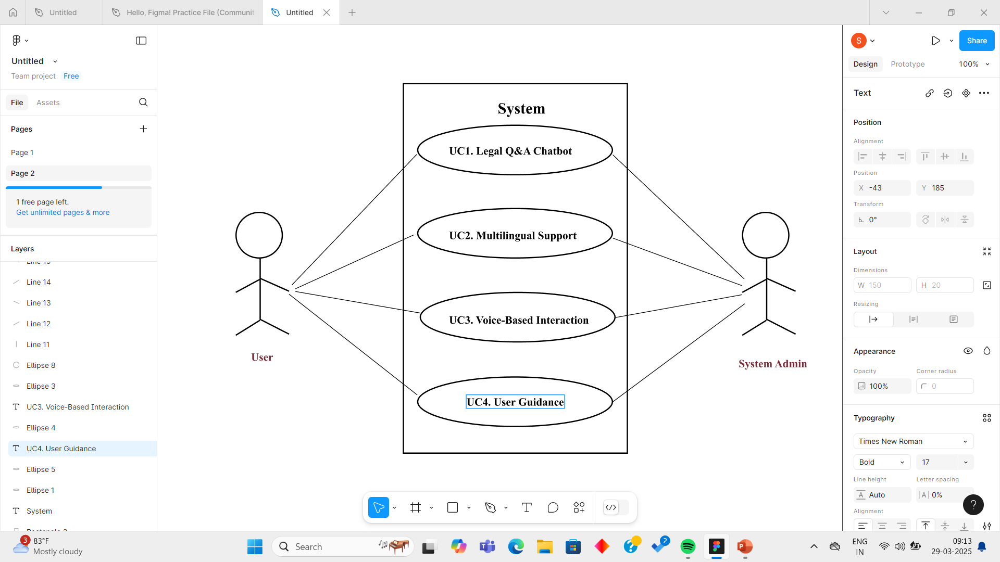 Untitled
Hello, Figma! Practice File (Communit
Untitled
Untitled
Team project Free
File Assets
Pages
Page 1
Page 2
1 free page left.
Get unlimited pages & more
Layers
Line 14
Line 13
Line 12
Line 11
Ellipse 8
Ellipse 3
UC3. Voice-Based Interaction
Ellipse 4
UC4. User Guidance
Ellipse 5
Ellipse 1
System
System
UC1. Legal Q&A Chatbot
UC2. Multilingual Support
UC3. Voice-Based Interaction
UC4. User Guidance
User
System Admin
S
Share
Design Prototype 100%
Text
Position
Alignment
Position
X -43 Y 185
Transform
0°
Layout
Dimensions
W 150 H 20
Resizing
Appearance
Opacity Corner radius
100% 0
Typography
Times New Roman
Bold 17
Line height Letter spacing
Auto |A| 0%
Alignment
?
3
83°F
Mostly cloudy
Search
2
ENG
IN
09:13
29-03-2025